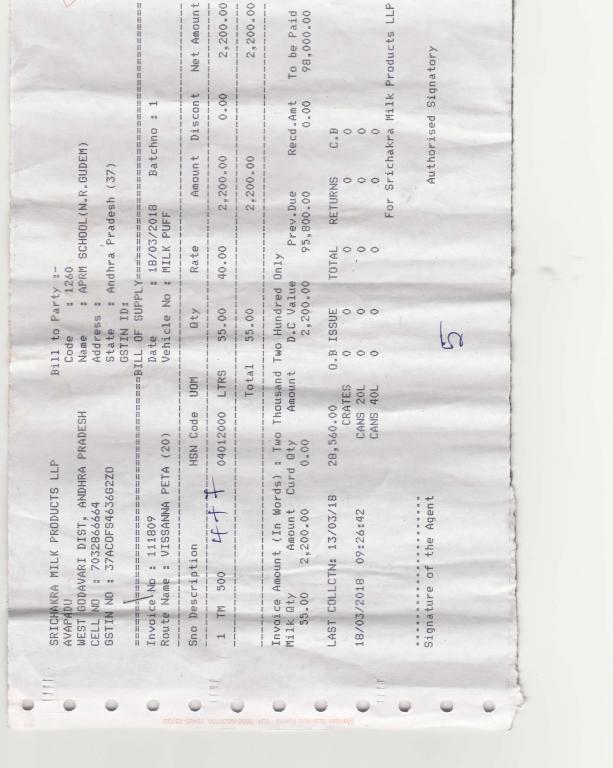 SRICHAKRA MILK PRODUCTS LLP Bill to Party :-
AVAPADU Code : 1260
WEST GODAVARI DIST, ANDHRA PRADESH Name : APRM SCHOOL(N.R.GUDEM)
CELL NO : 7032866664 Address :
GSTIN NO : 37ACOFS4636G2Z0 State : Andhra Pradesh (37)
GSTIN ID:
BILL OF SUPPLY
Invoice No : 111809 Date : 18/03/2018 Batchno : 1
Route Name : VISSANNA PETA (20) Vehicle No : MILK PUFF
Sno Description HSN Code UOM Qty Rate Amount Discont Net Amount
1 TM 500 04012000 LTRS 55.00 40.00 2,200.00 0.00 2,200.00
Total 55.00 2,200.00 2,200.00
Invoice Amount (In Words) : Two Thousand Two Hundred Only
Milk Qty Amount Curd Qty Amount D.C Value Prev.Due Recd.Amt To be Paid
55.00 2,200.00 0.00 2,200.00 95,800.00 0.00 98,000.00
LAST COLLCTN: 13/03/18 28,560.00 O.B ISSUE TOTAL RETURNS C.B
CRATES 0 0 0 0 0
18/03/2018 09:26:42 CANS 20L 0 0 0 0 0
CANS 40L 0 0 0 0 0
For Srichakra Milk Products LLP
5
Signature of the Agent Authorised Signatory